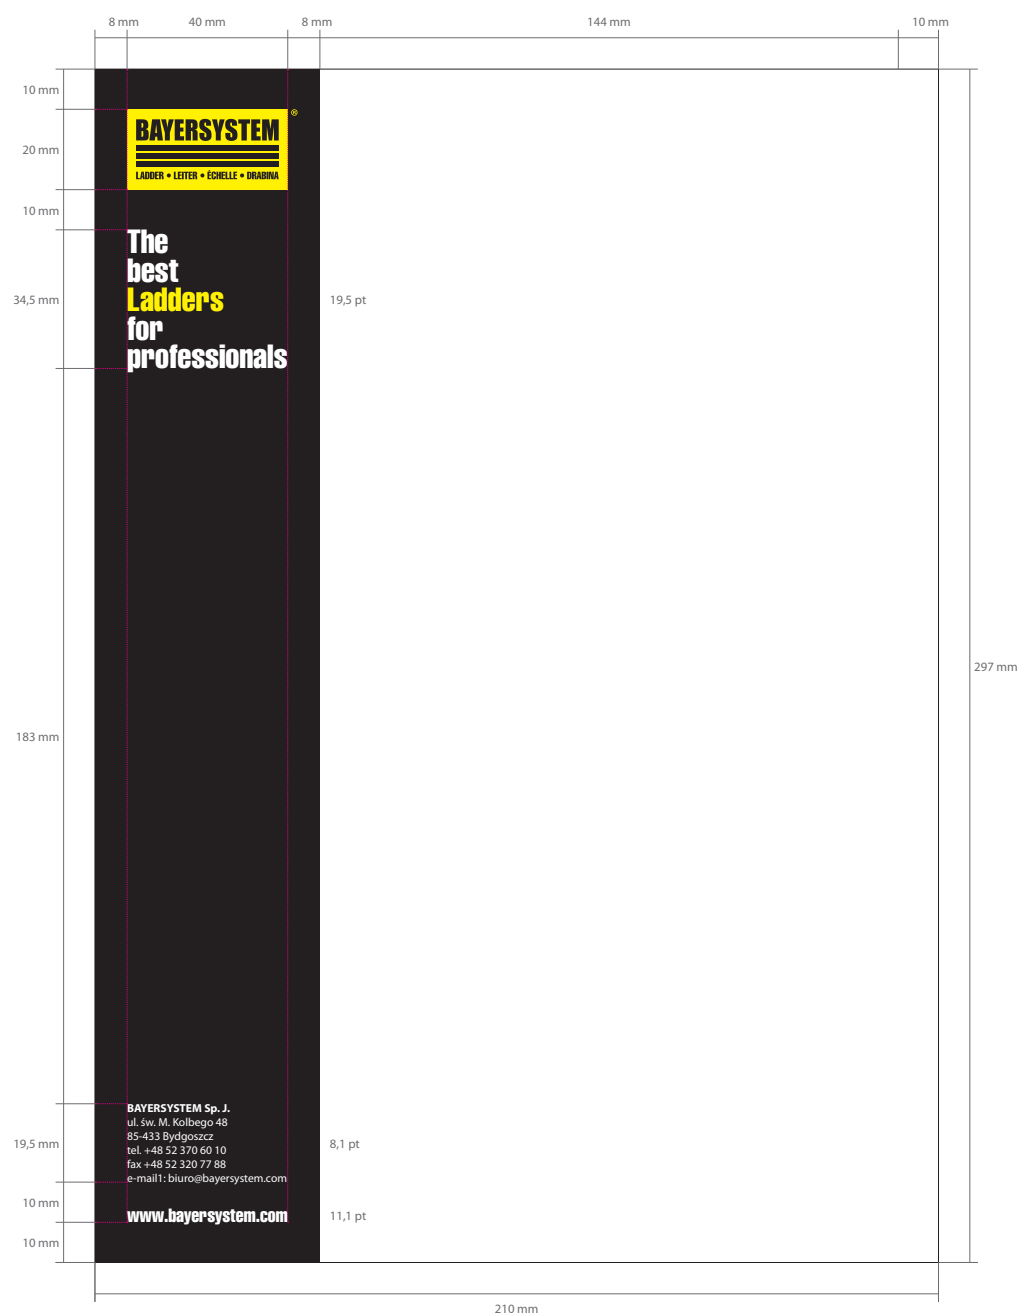 8 mm 40 mm 8 mm 144 mm 10 mm
10 mm
BAYERSYSTEM ®
20 mm
LADDER • LEITER • ÉCHELLE • DRABINA
10 mm
The
best
Ladders
34,5 mm 19,5 pt
for
professionals
297 mm
183 mm
BAYERSYSTEM Sp. J.
ul. św. M. Kolbego 48
85-433 Bydgoszcz
19,5 mm 8,1 pt
tel. +48 52 370 60 10
fax +48 52 320 77 88
e-mail1: biuro@bayersystem.com
10 mm
www.bayersystem.com 11,1 pt
10 mm
210 mm